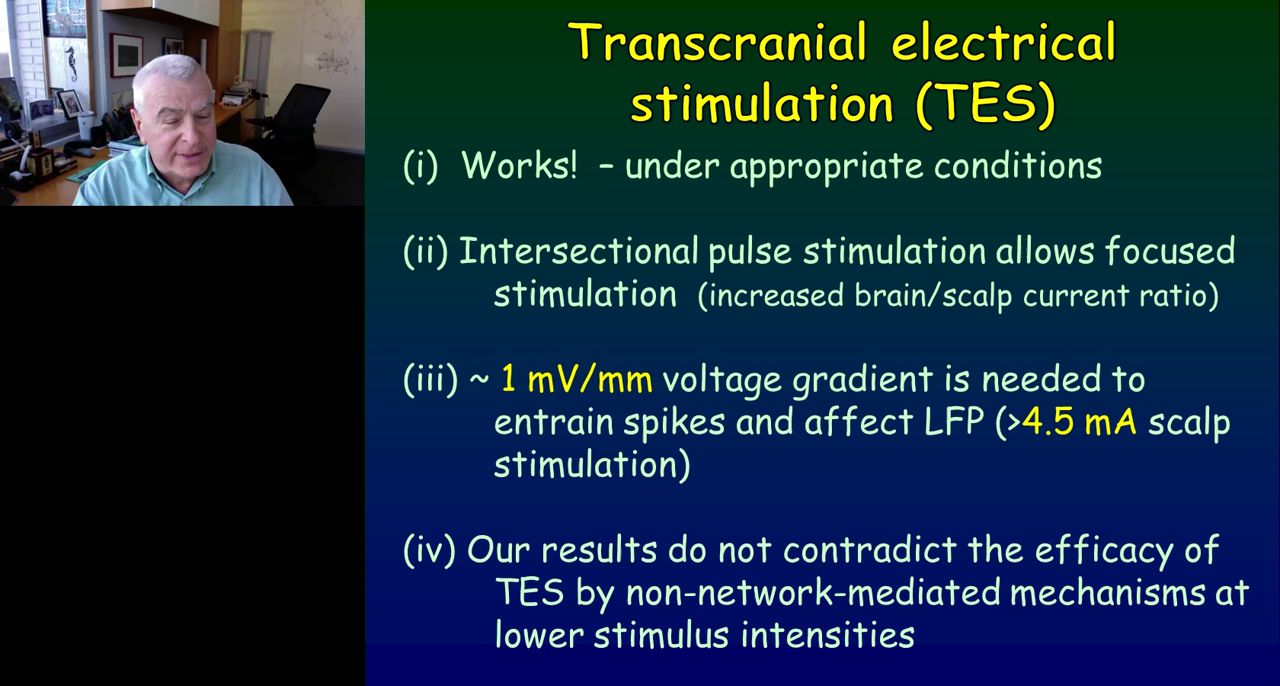 Transcranial electrical
stimulation (TES)
(i) Works! – under appropriate conditions
(ii) Intersectional pulse stimulation allows focused
stimulation (increased brain/scalp current ratio)
(iii) ~ 1 mV/mm voltage gradient is needed to
entrain spikes and affect LFP (>4.5 mA scalp
stimulation)
(iv) Our results do not contradict the efficacy of
TES by non-network-mediated mechanisms at
lower stimulus intensities